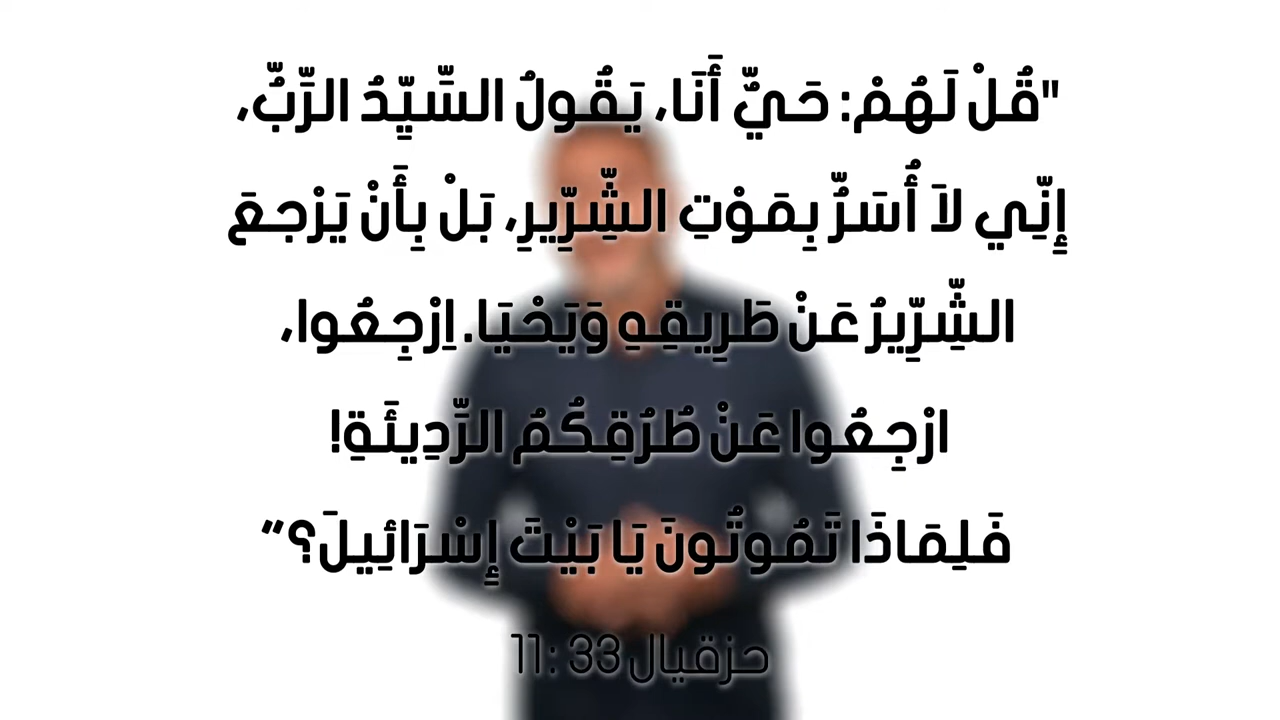 "قُلْ لَهُمْ: حَيٌّ أَنَا، يَقُولُ السَّيِّدُ الرَّبُّ،
إِنِّي لاَ أُسَرُّ بِمَوْتِ الشِّرِّيرِ، بَلْ بِأَنْ يَرْجعَ
الشِّرِّيرُ عَنْ طَرِيقِهِ وَيَحْيَا. اِرْجِعُوا،
ارْجِعُوا عَنْ طُرُقِكُمُ الرَّدِيئَةِ!
فَلِمَاذَا تَمُوتُونَ يَا بَيْتَ إِسْرَائِيلَ؟”
حزقيال 33 : 11